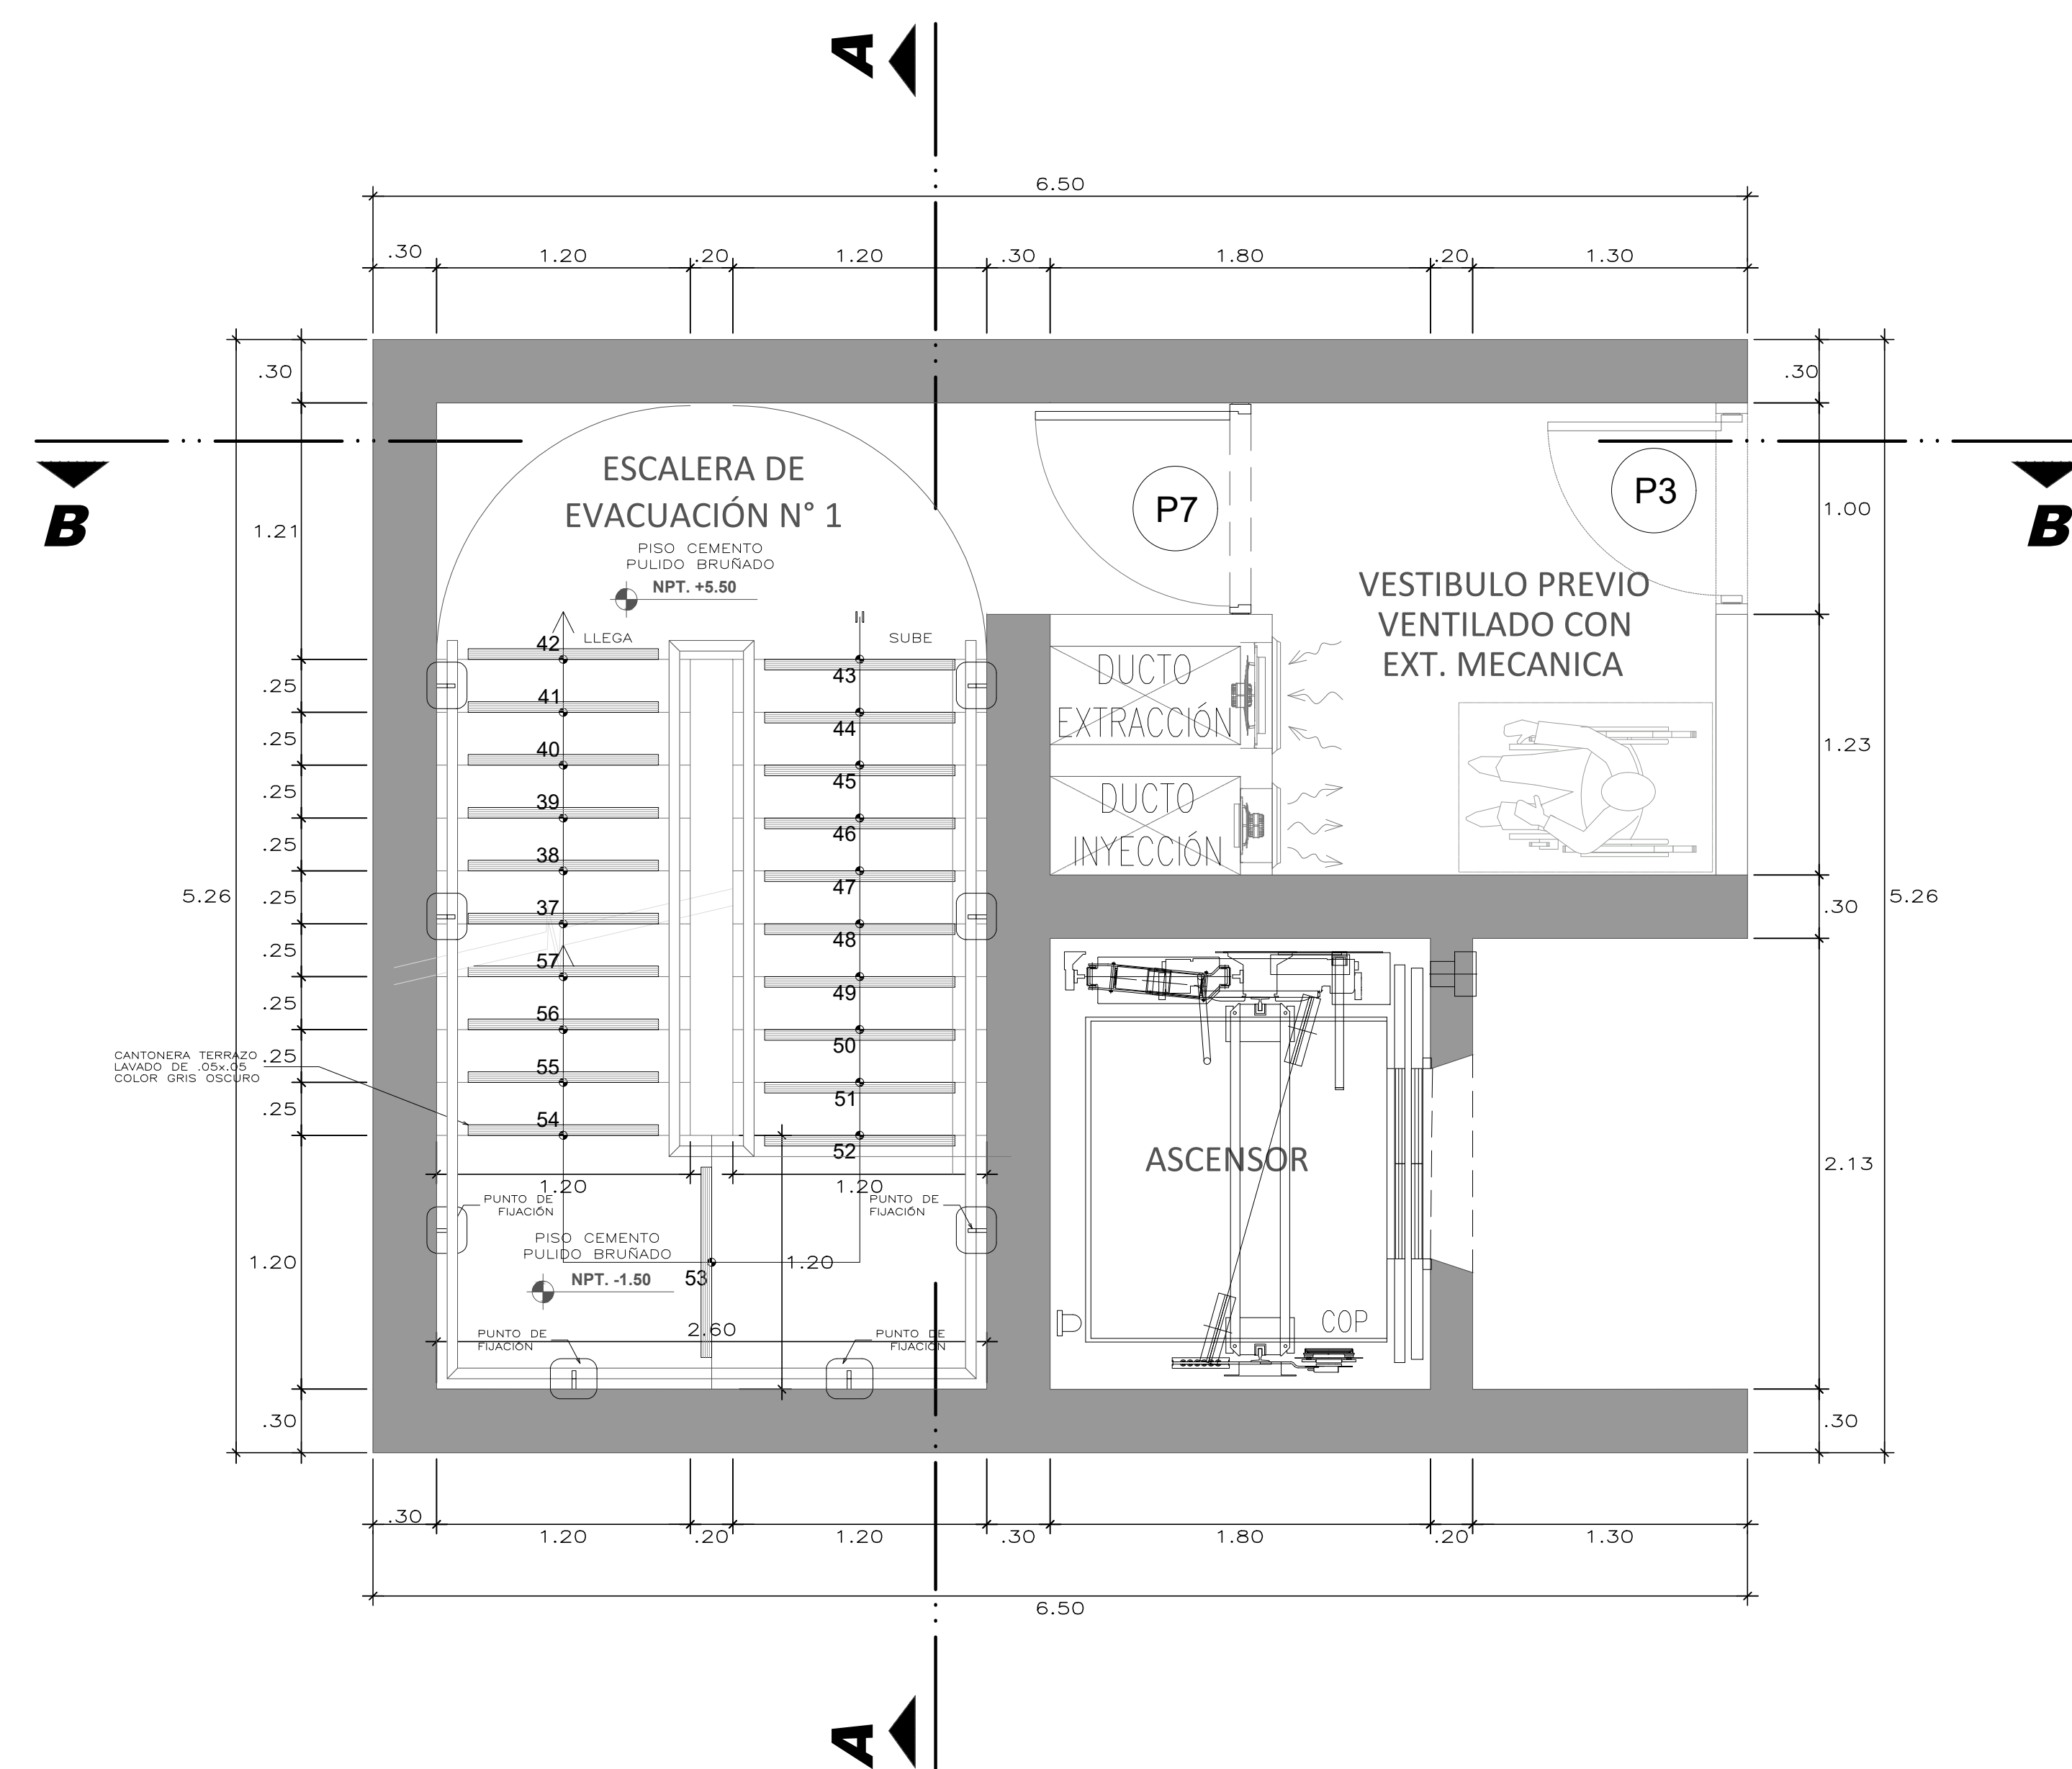 A
6.50
.30 1.20 .20 1.20 .30 1.80 .20 1.30
.30
.30
B
B
ESCALERA DE
EVACUACIÓN N° 1
PISO CEMENTO
PULIDO BRUÑADO
NPT. +5.50
P7
P3
1.21
1.00
VESTIBULO PREVIO
VENTILADO CON
EXT. MECANICA
LLEGA
SUBE
42
43
.25
41
44
.25
40
45
.25
39
46
.25
38
47
.25
37
48
.25
57
49
.25
56
50
.25
55
51
.25
54
52
DUCTO
EXTRACCIÓN
DUCTO
INYECCIÓN
1.23
5.26
.30
5.26
CANTONERA TERRAZO
LAVADO DE .05x.05
COLOR GRIS OSCURO
ASCENSOR
2.13
1.20
1.20
PUNTO DE
FIJACIÓN
PUNTO DE
FIJACIÓN
PISO CEMENTO
PULIDO BRUÑADO
NPT. -1.50
53
1.20
1.20
2.60
PUNTO DE
FIJACIÓN
PUNTO DE
FIJACIÓN
COP
.30
.30
.30 1.20 .20 1.20 .30 1.80 .20 1.30
6.50
A